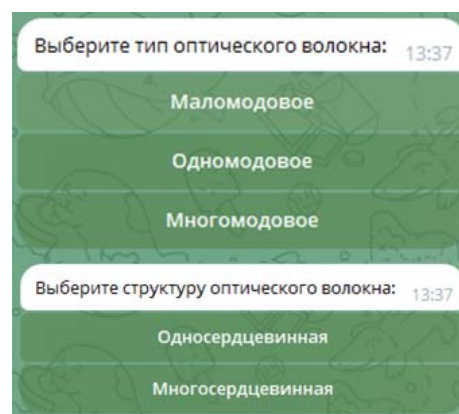 Выберите тип оптического волокна: 13:37
Маломодовое
Одномодовое
Многомодовое
Выберите структуру оптического волокна: 13:37
Односердцевинная
Многосердцевинная